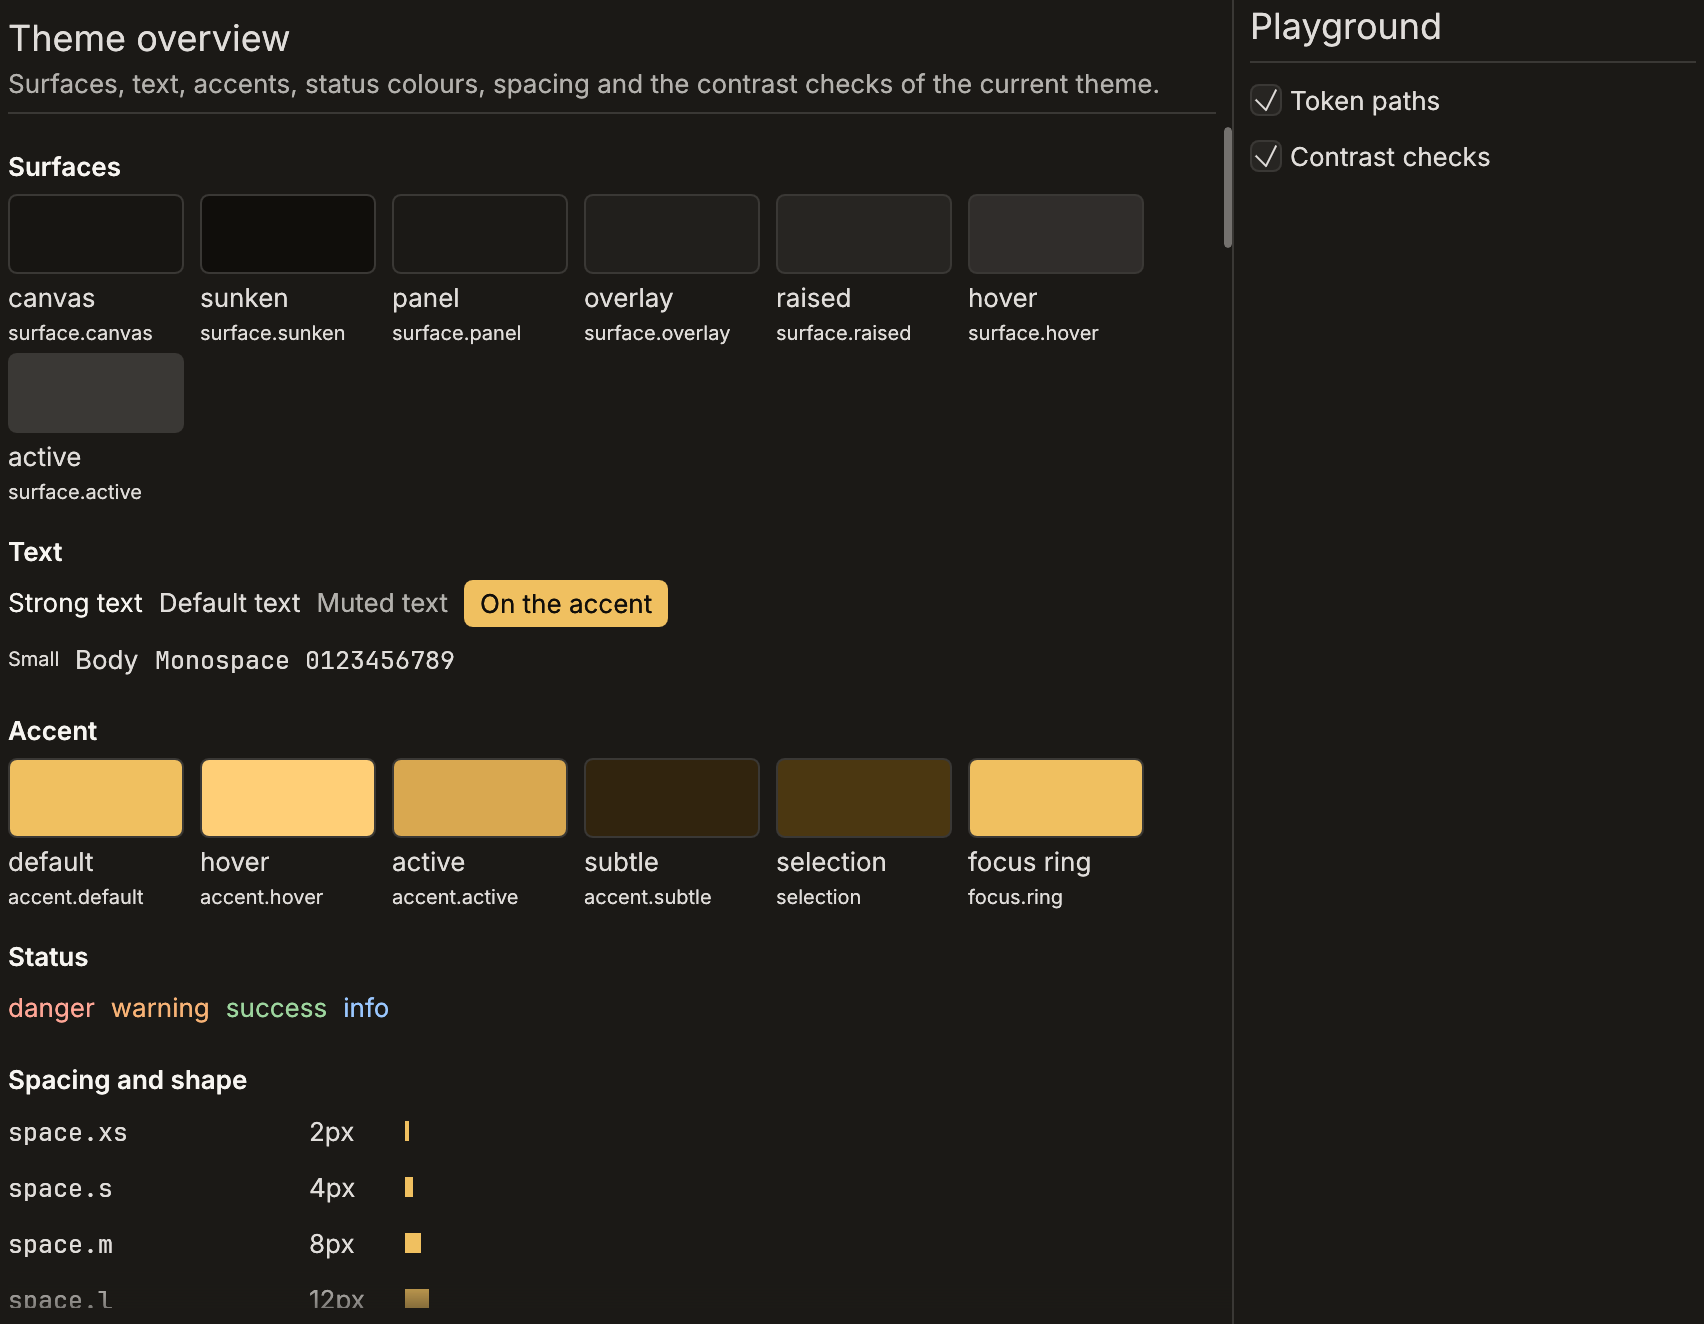 Theme overview
Surfaces, text, accents, status colours, spacing and the contrast checks of the current theme.
Surfaces
canvas sunken panel overlay raised hover
surface.canvas surface.sunken surface.panel surface.overlay surface.raised surface.hover
active
surface.active
Text
Strong text Default text Muted text On the accent
Small Body Monospace 0123456789
Accent
default hover active subtle selection focus ring
accent.default accent.hover accent.active accent.subtle selection focus.ring
Status
danger warning success info
Spacing and shape
space.xs 2px
space.s 4px
space.m 8px
space.l 12px
Playground
Token paths
Contrast checks